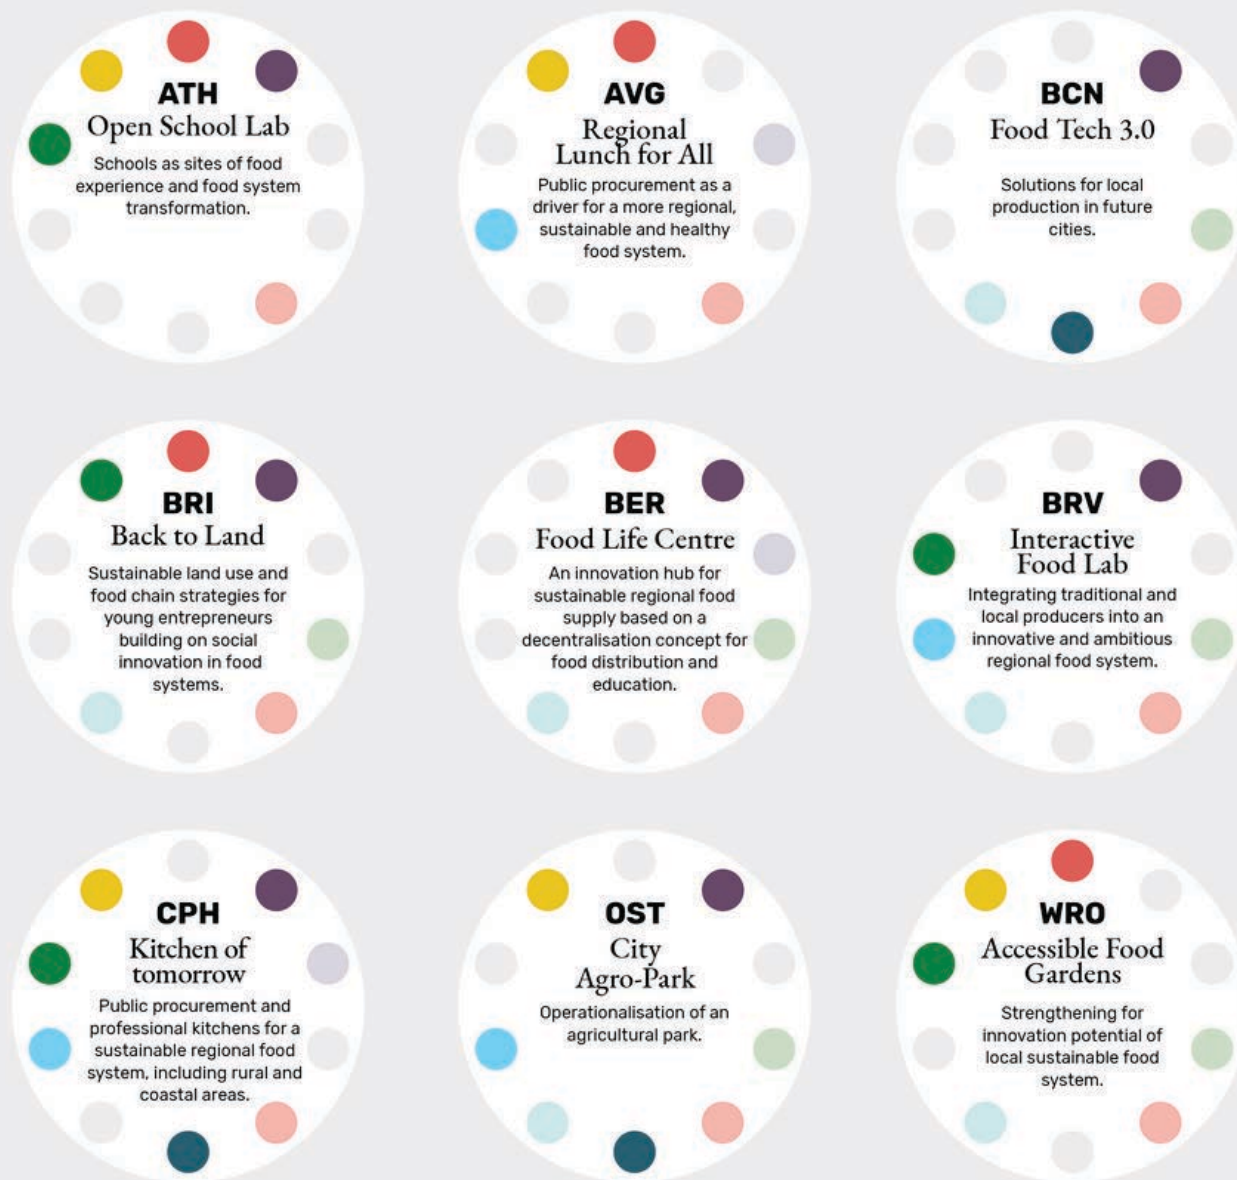 ATH
Open School Lab
Schools as sites of food
experience and food system
transformation.
AVG
Regional
Lunch for All
Public procurement as a
driver for a more regional,
sustainable and healthy
food system.
BCN
Food Tech 3.0
Solutions for local
production in future
cities.
BRI
Back to Land
Sustainable land use and
food chain strategies for
young entrepreneurs
building on social
innovation in food
systems.
BER
Food Life Centre
An innovation hub for
sustainable regional food
supply based on a
decentralisation concept for
food distribution and
education.
BRV
Interactive
Food Lab
Integrating traditional and
local producers into an
innovative and ambitious
regional food system.
CPH
Kitchen of
tomorrow
Public procurement and
professional kitchens for a
sustainable regional food
system, including rural and
coastal areas.
OST
City
Agro-Park
Operationalisation of an
agricultural park.
WRO
Accessible Food
Gardens
Strengthening for
innovation potential of
local sustainable food
system.